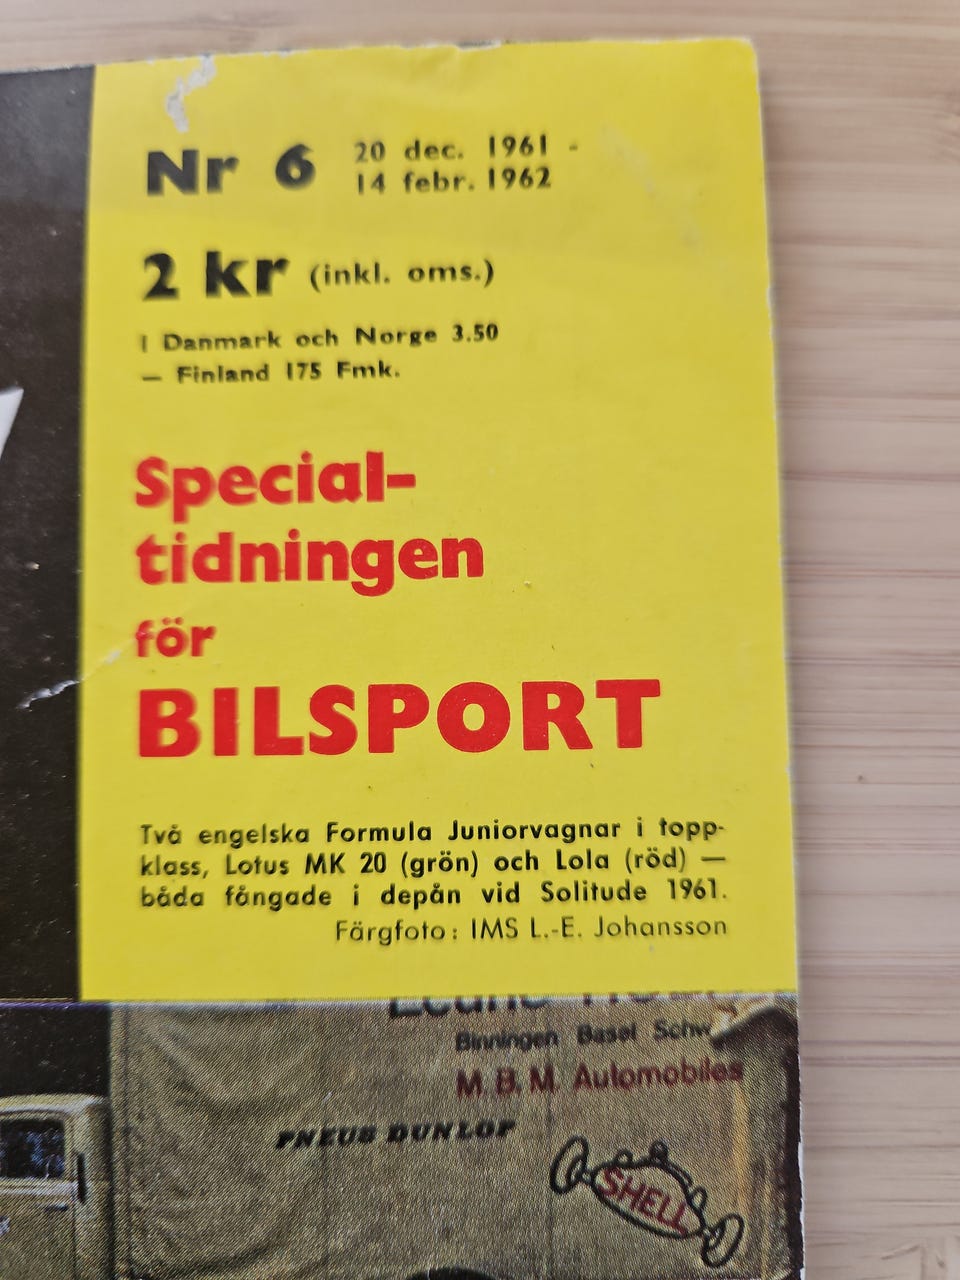 Nr 6
20 dec. 1961 -
14 febr. 1962
2 kr (inkl. oms.)
I Danmark och Norge 3.50
— Finland 175 Fmk.
Special-
tidningen
för
BILSPORT
Två engelska Formula Juniorvagnar i topp-
klass, Lotus MK 20 (grön) och Lola (röd) —
båda fångade i depån vid Solitude 1961.
Färgfoto: IMS L.-E. Johansson
Binningen Basel
M.B.M. Automobiles
PNEUS DUNLOP
SHELL